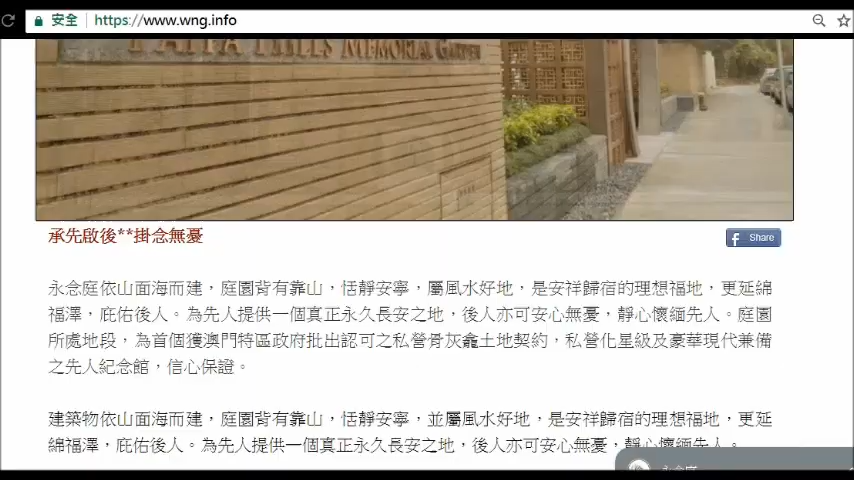 安全 https://www.wng.info
TAIPA HILLS MEMORIAL GARDEN
承先啟後**掛念無憂
Share
永念庭依山面海而建，庭園背有靠山，恬靜安寧，屬風水好地，是安祥歸宿的理想福地，更延綿
福澤，庇佑後人。為先人提供一個真正永久長安之地，後人亦可安心無憂，靜心懷緬先人。庭園
所處地段，為首個獲澳門特區政府批出認可之私營骨灰龕土地契約，私營化星級及豪華現代兼備
之先人紀念館，信心保證。
建築物依山面海而建，庭園背有靠山，恬靜安寧，並屬風水好地，是安祥歸宿的理想福地，更延
綿福澤，庇佑後人。為先人提供一個真正永久長安之地，後人亦可安心無憂，靜心懷緬先人。
永念庭